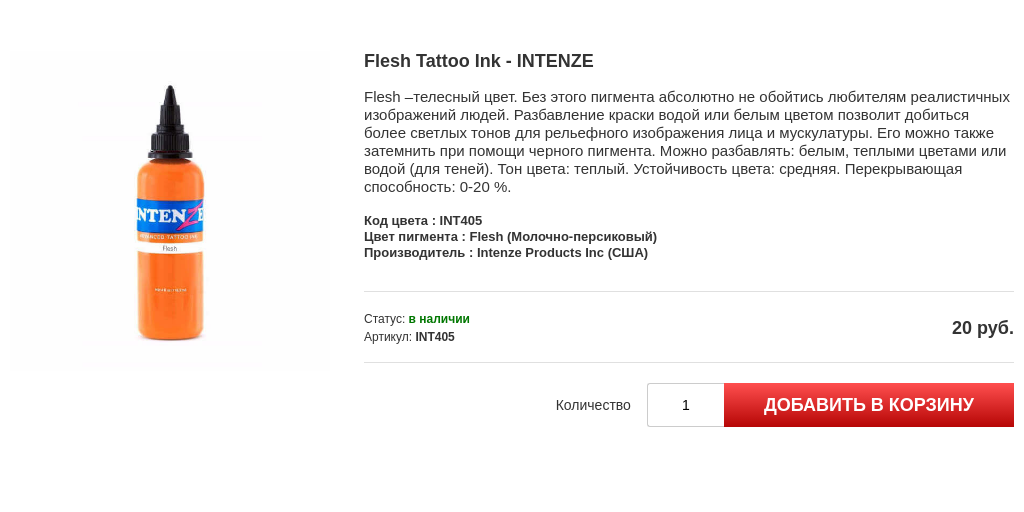 Flesh Tattoo Ink - INTENZE
Flesh –телесный цвет. Без этого пигмента абсолютно не обойтись любителям реалистичных
изображений людей. Разбавление краски водой или белым цветом позволит добиться
более светлых тонов для рельефного изображения лица и мускулатуры. Его можно также
затемнить при помощи черного пигмента. Можно разбавлять: белым, теплыми цветами или
водой (для теней). Тон цвета: теплый. Устойчивость цвета: средняя. Перекрывающая
способность: 0-20 %.
INTENZE
ADVANCED TATTOO INK
Flesh
Код цвета : INT405
Цвет пигмента : Flesh (Молочно-персиковый)
Производитель : Intenze Products Inc (США)
Статус: в наличии
Артикул: INT405
20 руб.
Количество
1
ДОБАВИТЬ В КОРЗИНУ